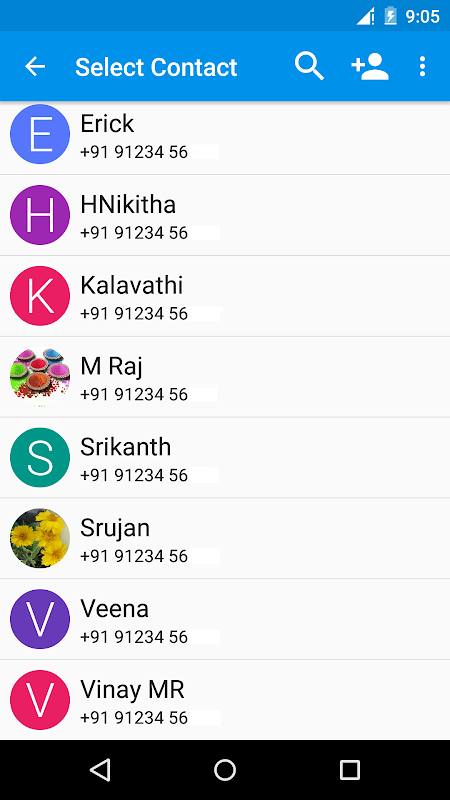 9:05
Select Contact
E
Erick
+91 91234 56
H
HNikitha
+91 91234 56
K
Kalavathi
+91 91234 56
M Raj
+91 91234 56
S
Srikanth
+91 91234 56
Srujan
+91 91234 56
V
Veena
+91 91234 56
V
Vinay MR
+91 91234 56